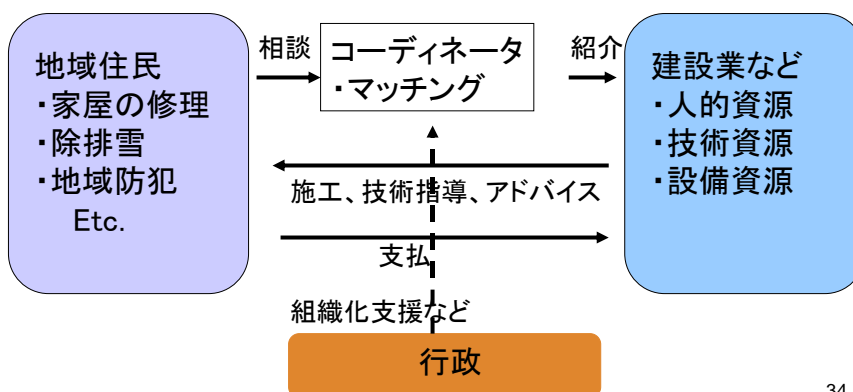 地域住民
・家屋の修理
・除排雪
・地域防犯
Etc.
相談
コーディネータ
・マッチング
紹介
建設業など
・人的資源
・技術資源
・設備資源
施工、技術指導、アドバイス
支払
組織化支援など
行政
34